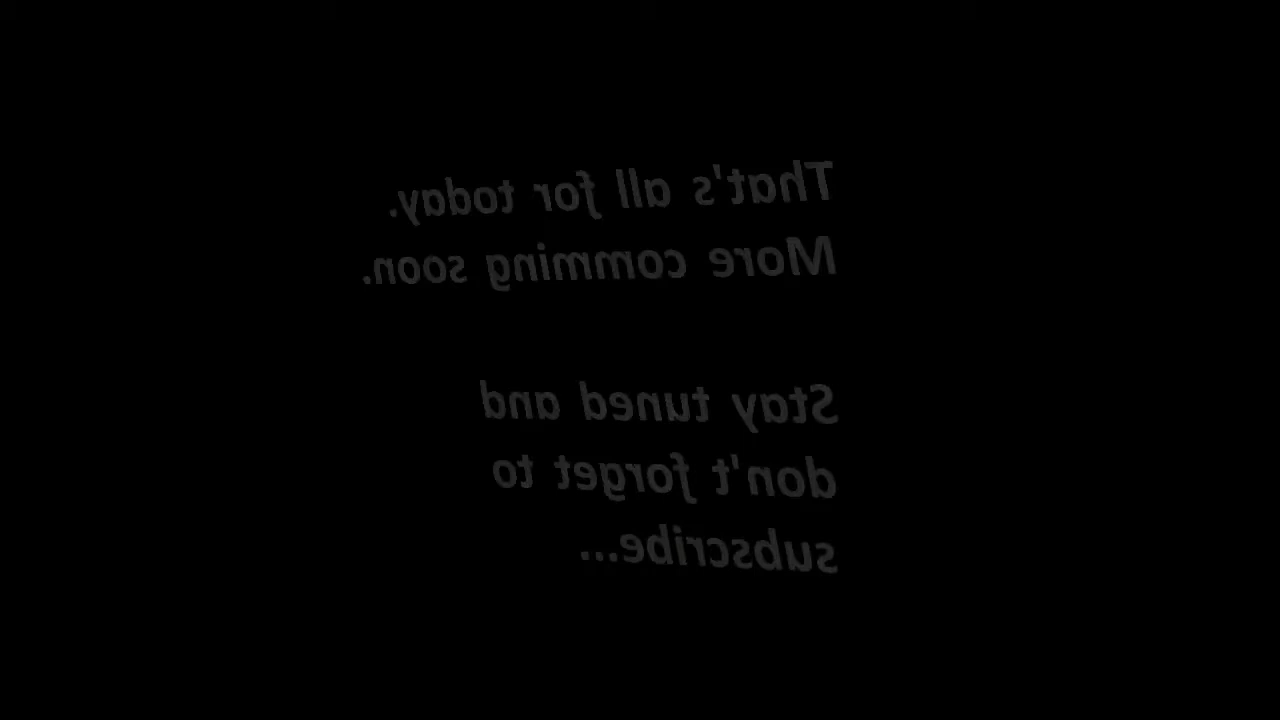 That's all for today.
More comming soon.
Stay tuned and
don't forget to
subscribe...